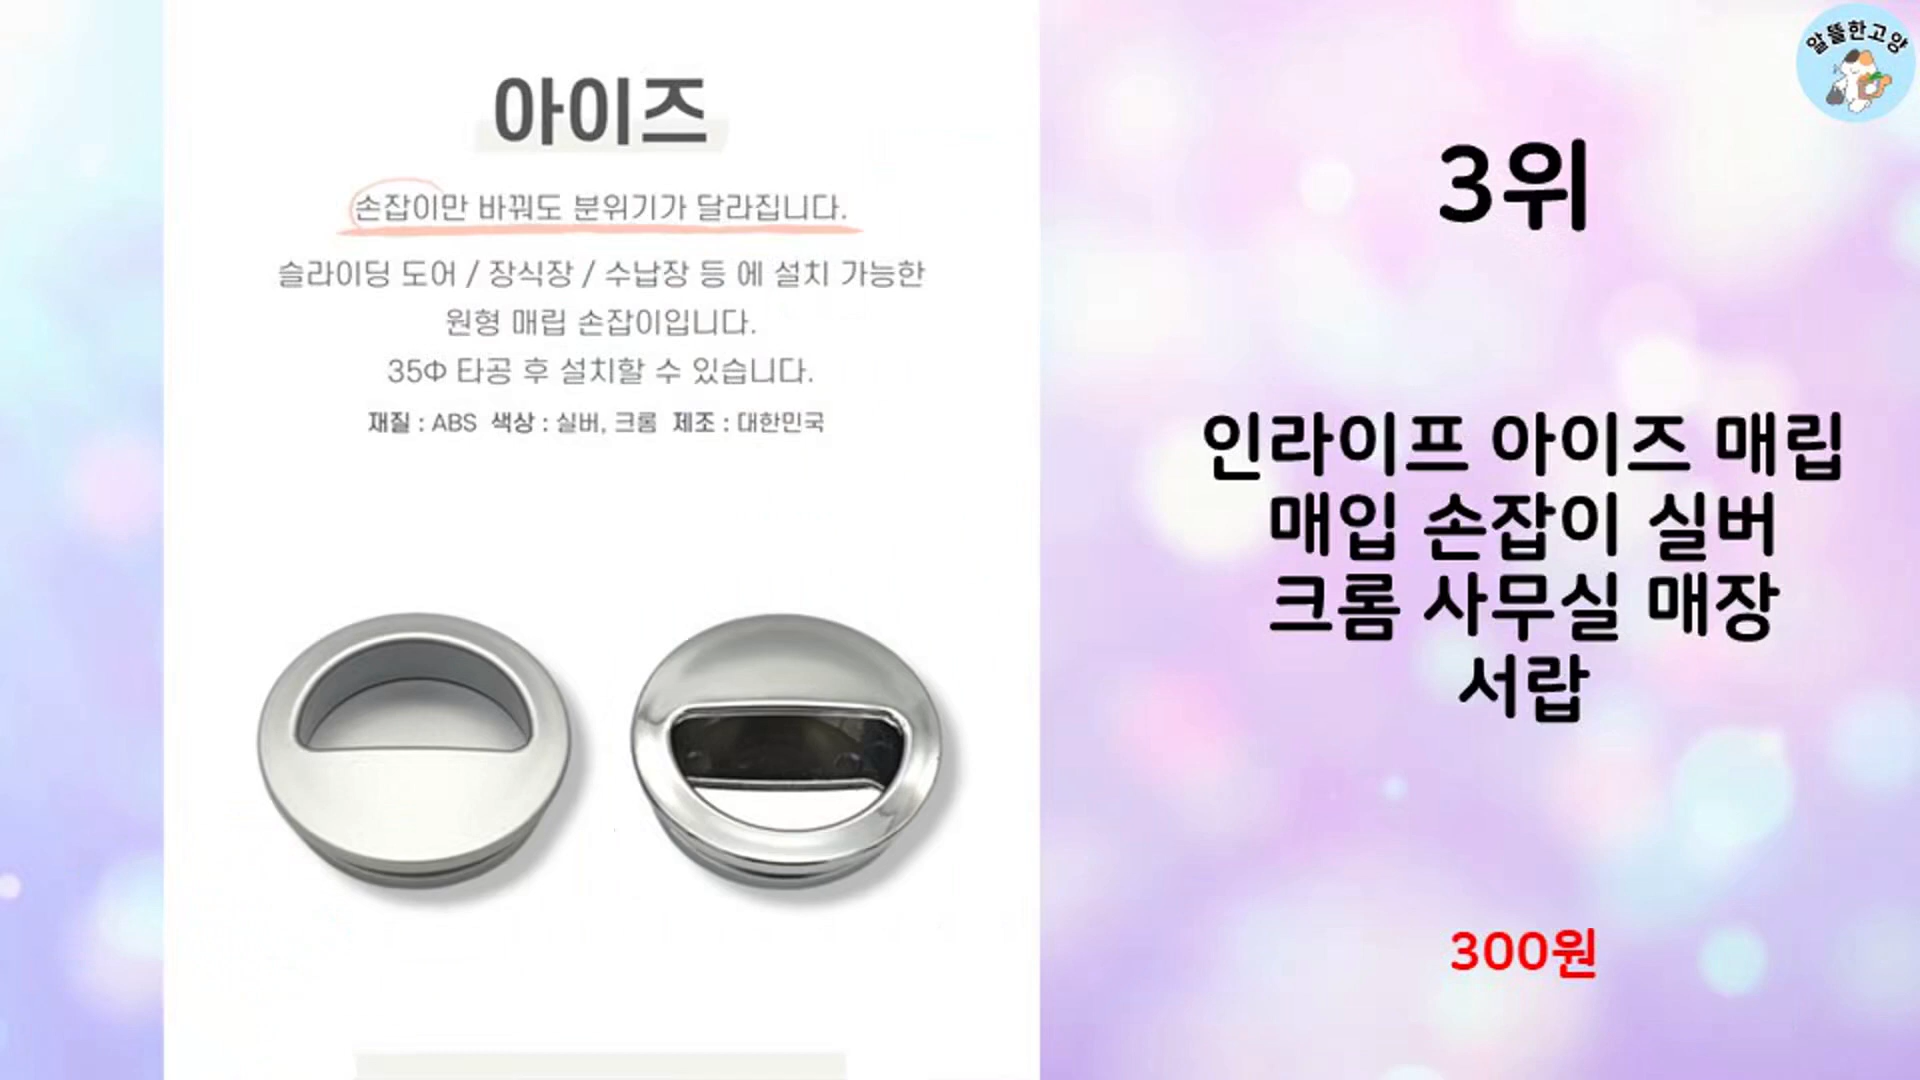 아이즈
손잡이만 바꿔도 분위기가 달라집니다.
슬라이딩 도어 / 장식장 / 수납장 등 에 설치 가능한
원형 매립 손잡이입니다.
35Φ 타공 후 설치할 수 있습니다.
재질 : ABS 색상 : 실버, 크롬 제조 : 대한민국
알뜰한고양
3위
인라이프 아이즈 매립
매입 손잡이 실버
크롬 사무실 매장
서랍
300원